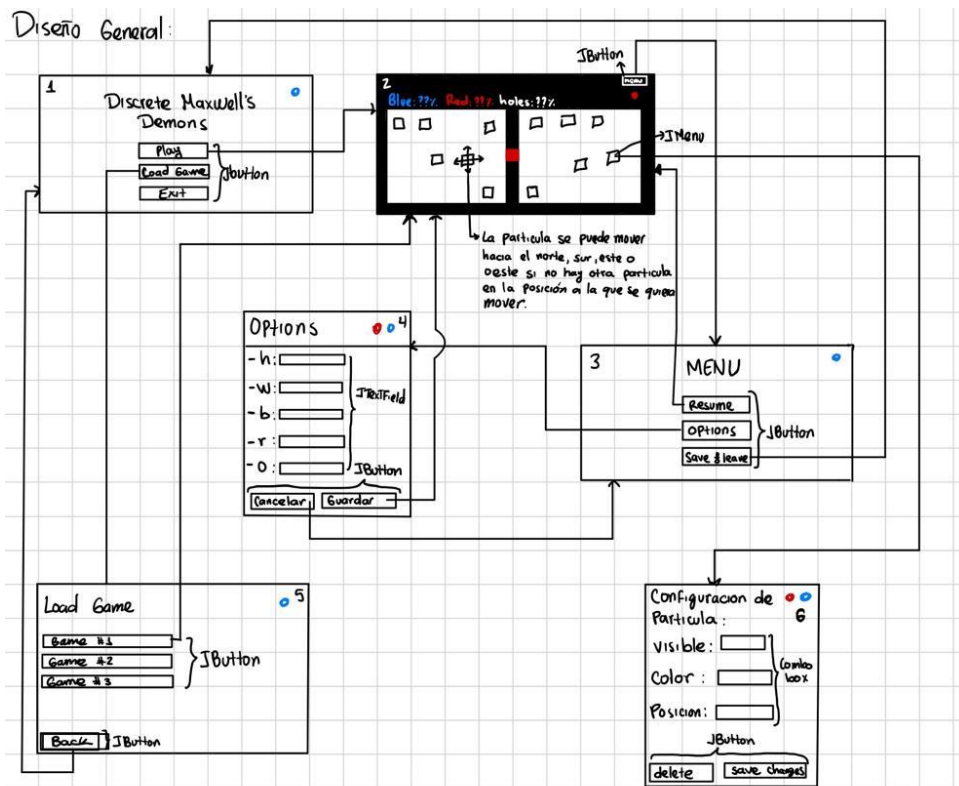 Diseño General:
1
Discrete Maxwell's
Demons
Play
Load Game
Exit
Jbutton
JButton
menu
2
Blue:??% Red:??% holes:??%
JMenu
La particula se puede mover
hacia el norte, sur, este o
oeste si no hay otra particula
en la posición a la que se quiera
mover.
Options
4
-h:
-w:
-b:
-r:
-o:
JTextField
JButton
Cancelar
Guardar
3
MENU
Resume
Options
Save & leave
JButton
Load Game
5
Game #1
Game #2
Game #3
JButton
Back
JButton
Configuracion de
Particula:
6
visible:
Color:
Posicion:
Combo
box
JButton
delete
save changes